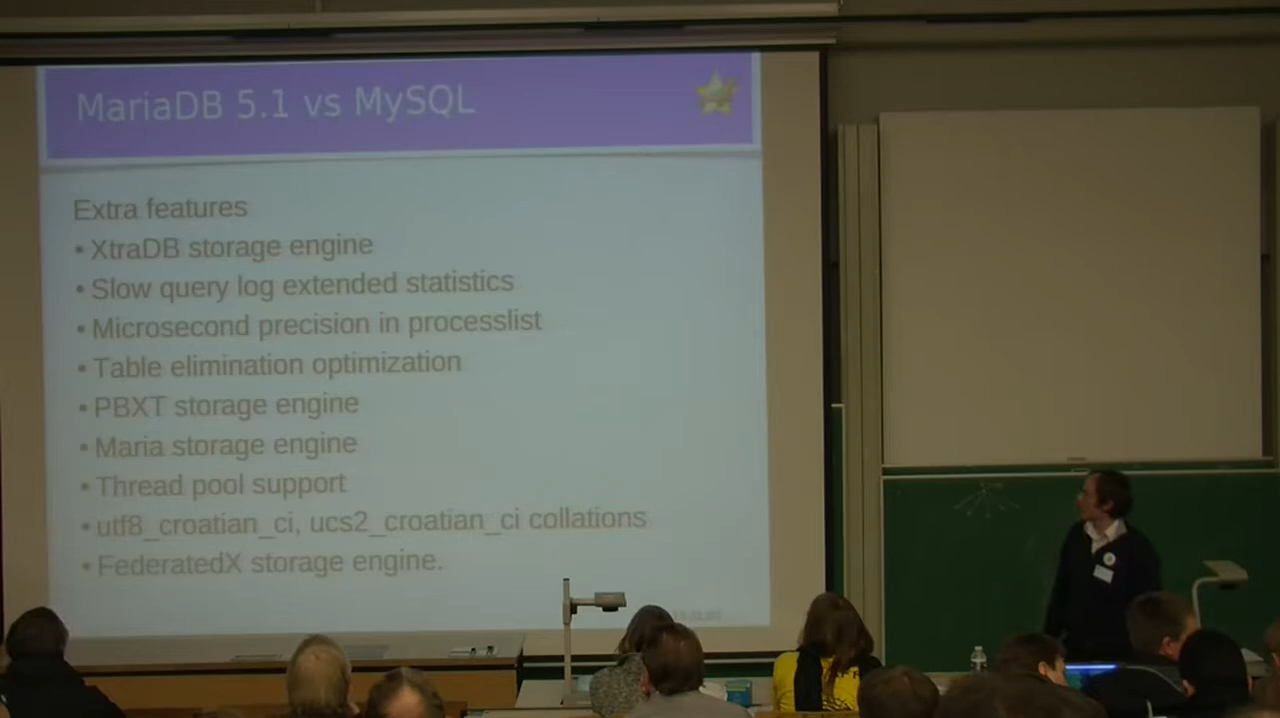 MariaDB 5.1 vs MySQL
Extra features
• XtraDB storage engine
• Slow query log extended statistics
• Microsecond precision in processlist
• Table elimination optimization
• PBXT storage engine
• Maria storage engine
• Thread pool support
• utf8_croatian_ci, ucs2_croatian_ci collations
• FederatedX storage engine.